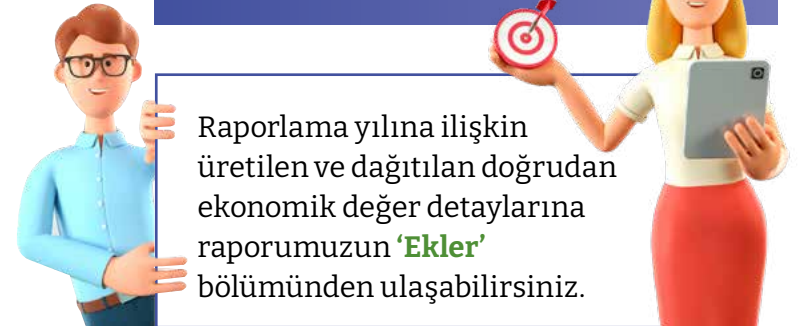 Raporlama yılına ilişkin
üretilen ve dağıtılan doğrudan
ekonomik değer detaylarına
raporumuzun ‘Ekler’
bölümünden ulaşabilirsiniz.